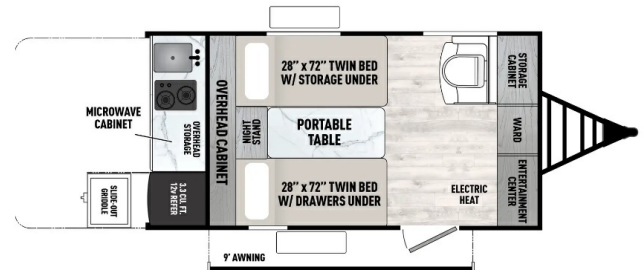 MICROWAVE
CABINET
OVERHEAD
STORAGE
SLIDE-OUT
GRIDDLE
3.3 CU. FT.
12v REFER
OVERHEAD CABINET
28" x 72" TWIN BED
W/ STORAGE UNDER
NIGHT
STAND
PORTABLE
TABLE
28" x 72" TWIN BED
W/ DRAWERS UNDER
ELECTRIC
HEAT
STORAGE
CABINET
WARD
ENTERTAINMENT
CENTER
9' AWNING